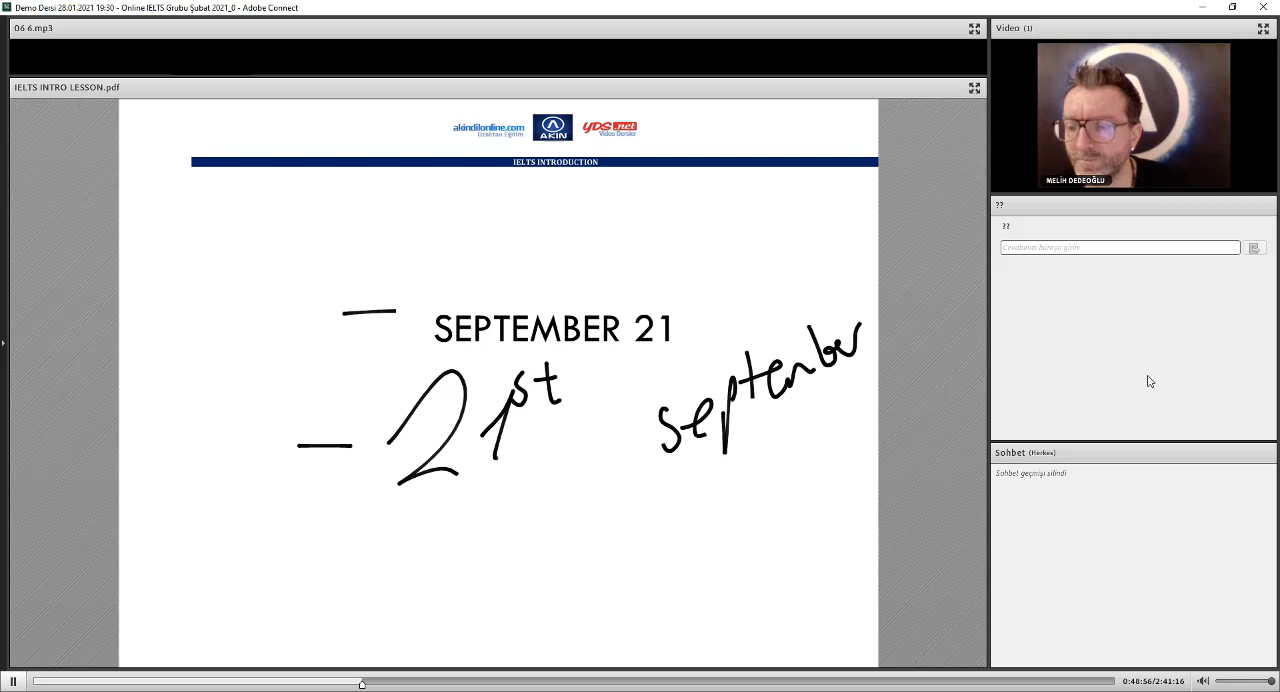 Demo Dersi 28.01.2021 19:30 - Online IELTS Grubu Şubat 2021_0 - Adobe Connect
06 6.mp3
Video (1)
MELİH DEDEOĞLU
IELTS INTRO LESSON.pdf
akindilonline.com
Uzaktan Eğitim
AKIN
YDS.net
Video Dersler
IELTS INTRODUCTION
SEPTEMBER 21
21st september
??
??
Cevabınızı buraya girin
Sohbet (Herkes)
Sohbet geçmişi silindi
0:48:56/2:41:16